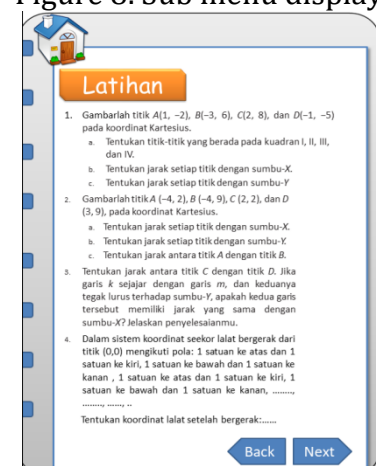 Figure 6. Sub menu display
Latihan
1. Gambarlah titik A(1, −2), B(−3, 6), C(2, 8), dan D(−1, −5)
pada koordinat Kartesius.
a. Tentukan titik-titik yang berada pada kuadran I, II, III,
dan IV.
b. Tentukan jarak setiap titik dengan sumbu-X.
c. Tentukan jarak setiap titik dengan sumbu-Y
2. Gambarlah titik A (−4, 2), B (−4, 9), C (2, 2), dan D
(3, 9), pada koordinat Kartesius.
a. Tentukan jarak setiap titik dengan sumbu-X.
b. Tentukan jarak setiap titik dengan sumbu-Y.
c. Tentukan jarak antara titik A dengan titik B.
3. Tentukan jarak antara titik C dengan titik D. Jika
garis k sejajar dengan garis m, dan keduanya
tegak lurus terhadap sumbu-Y, apakah kedua garis
tersebut memiliki jarak yang sama dengan
sumbu-X? Jelaskan penyelesaianmu.
4. Dalam sistem koordinat seekor lalat bergerak dari
titik (0,0) mengikuti pola: 1 satuan ke atas dan 1
satuan ke kiri, 1 satuan ke bawah dan 1 satuan ke
kanan , 1 satuan ke atas dan 1 satuan ke kiri, 1
satuan ke bawah dan 1 satuan ke kanan, ........,
........, ......, ..
Tentukan koordinat lalat setelah bergerak:......
Back Next